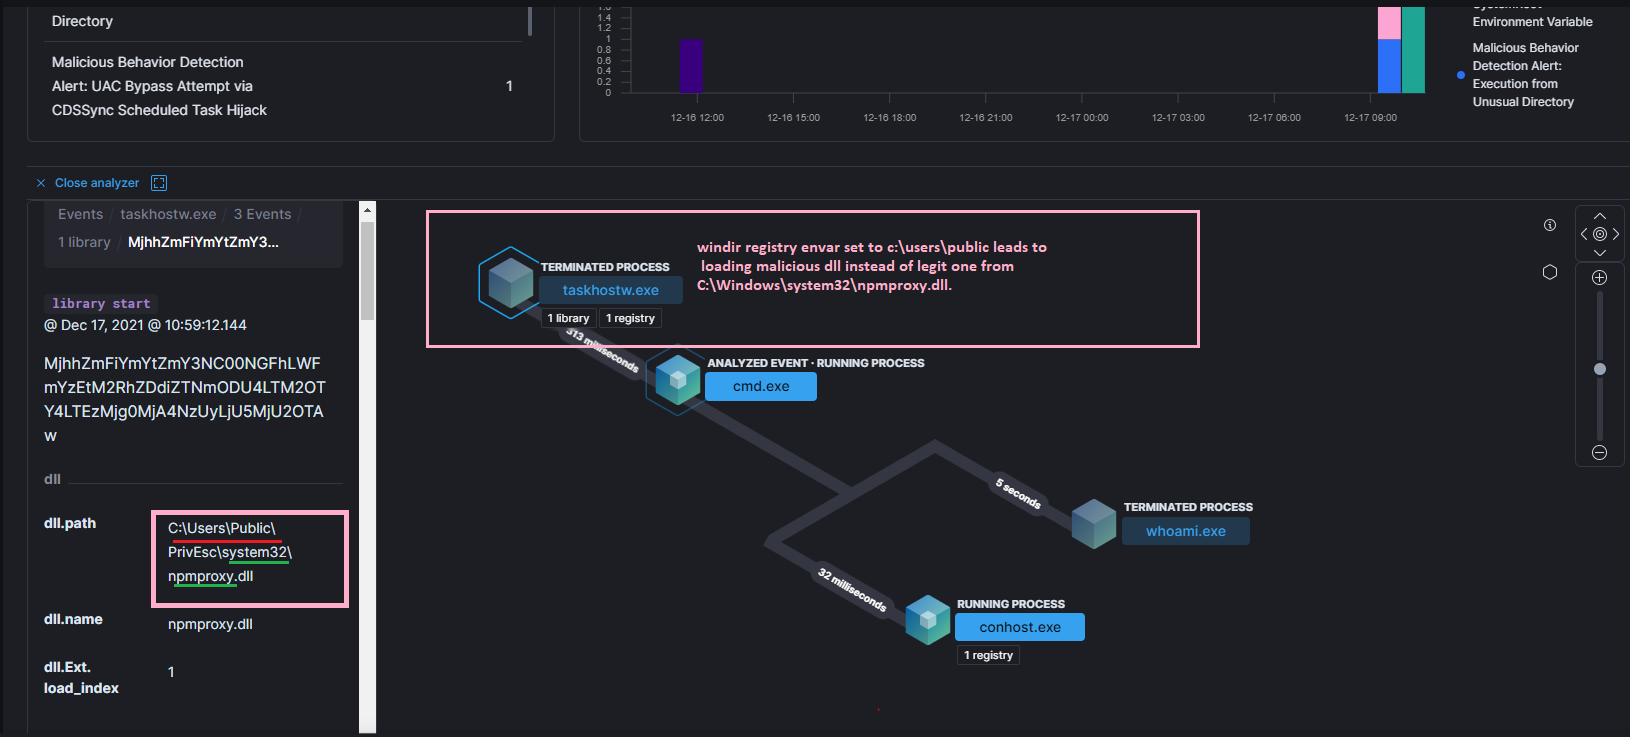 Directory
Malicious Behavior Detection
Alert: UAC Bypass Attempt via
CDSSync Scheduled Task Hijack
1
1.4
1.2
1
0.8
0.6
0.4
0.2
0
12-16 12:00
12-16 15:00
12-16 18:00
12-16 21:00
12-17 00:00
12-17 03:00
12-17 06:00
12-17 09:00
Environment Variable
Malicious Behavior
Detection Alert:
Execution from
Unusual Directory
Close analyzer
Events / taskhostw.exe / 3 Events /
1 library / MjhhZmFiYmYtZmY3...
library start
@ Dec 17, 2021 @ 10:59:12.144
MjhhZmFiYmYtZmY3NC00NGFhLWF
mYzEtM2RhZDdiZTNmODU4LTM2OT
Y4LTEzMjg0MjA4NzUyLjU5MjU2OTA
w
dll
dll.path
C:\Users\Public\
PrivEsc\system32\
npmproxy.dll
dll.name
npmproxy.dll
dll.Ext.
load_index
1
windir registry envar set to c:\users\public leads to
loading malicious dll instead of legit one from
C:\Windows\system32\npmproxy.dll.
TERMINATED PROCESS
taskhostw.exe
1 library
1 registry
313 milliseconds
ANALYZED EVENT · RUNNING PROCESS
cmd.exe
5 seconds
TERMINATED PROCESS
whoami.exe
32 milliseconds
RUNNING PROCESS
conhost.exe
1 registry